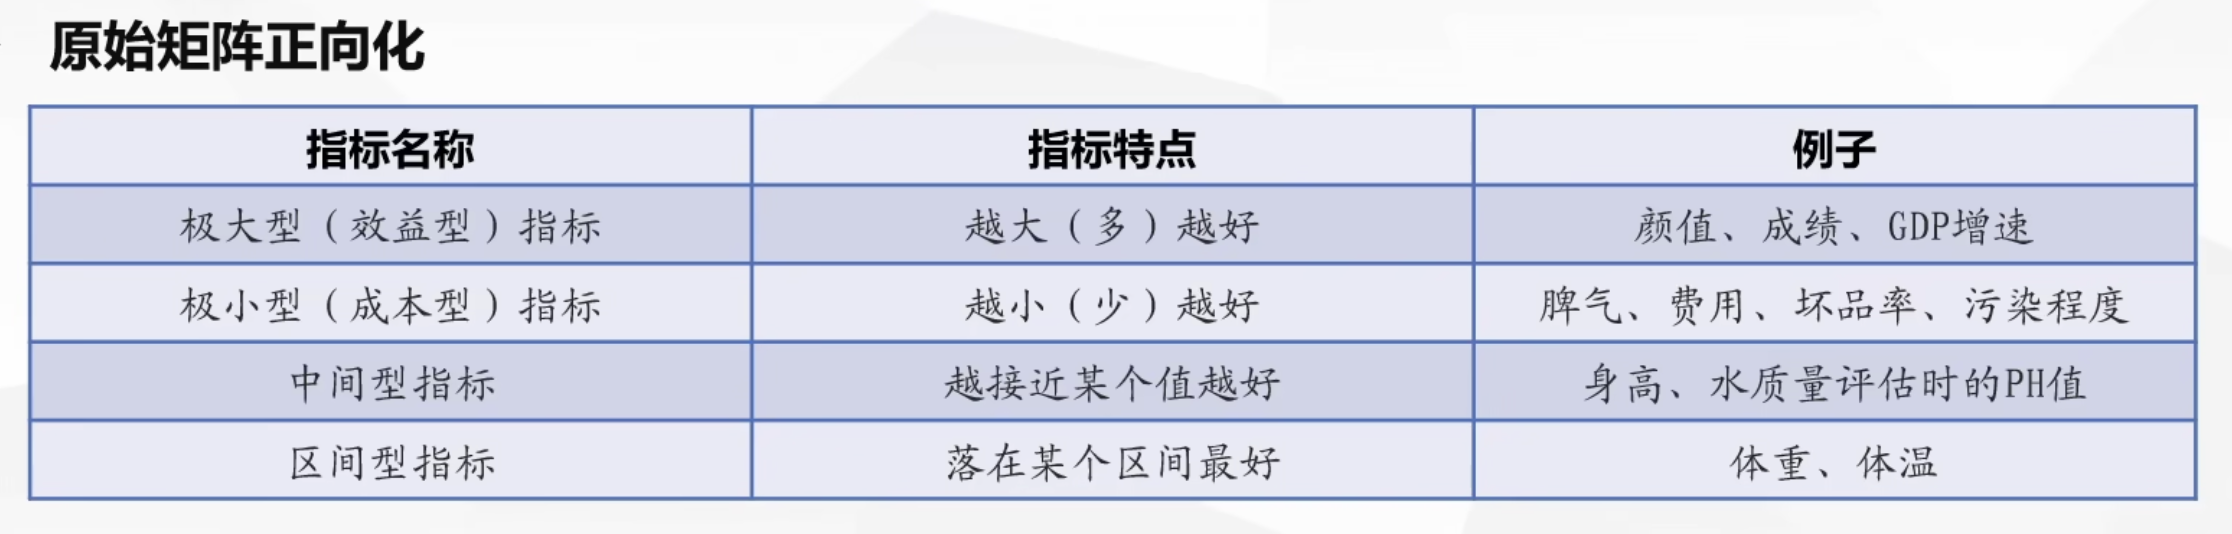 原始矩阵正向化
指标名称 指标特点 例子
极大型（效益型）指标 越大（多）越好 颜值、成绩、GDP增速
极小型（成本型）指标 越小（少）越好 脾气、费用、坏品率、污染程度
中间型指标 越接近某个值越好 身高、水质量评估时的PH值
区间型指标 落在某个区间最好 体重、体温